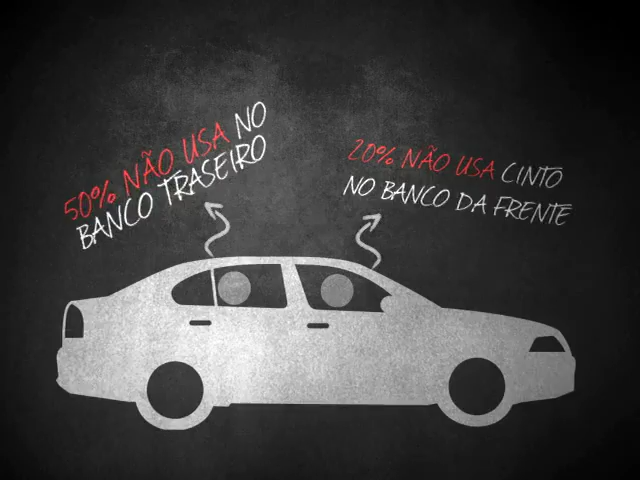 50% NÃO USA NO
BANCO TRASEIRO
20% NÃO USA CINTO
NO BANCO DA FRENTE